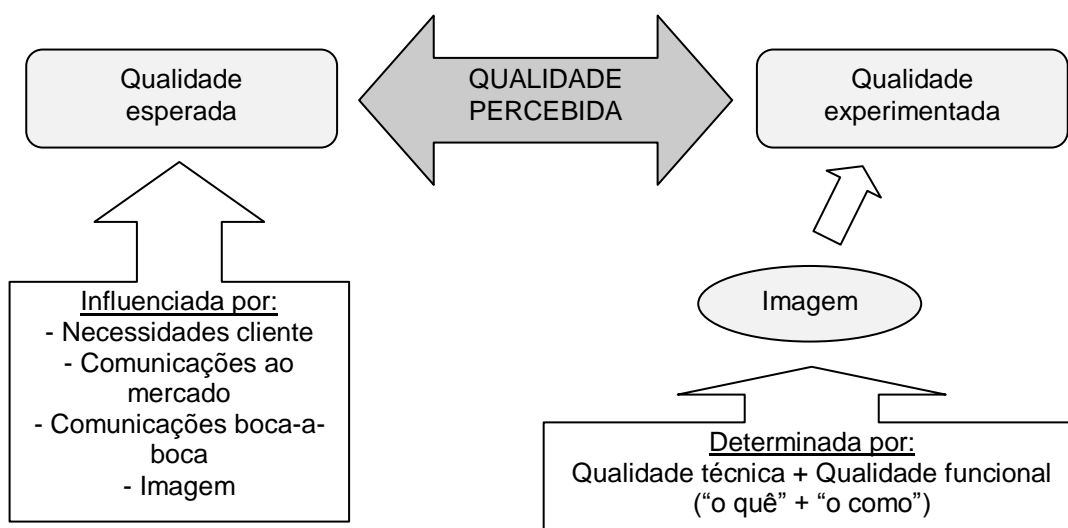 Qualidade
esperada
QUALIDADE
PERCEBIDA
Qualidade
experimentada
Influenciada por:
- Necessidades cliente
- Comunicações ao
mercado
- Comunicações boca-a-
boca
- Imagem
Imagem
Determinada por:
Qualidade técnica + Qualidade funcional
(“o quê” + “o como”)